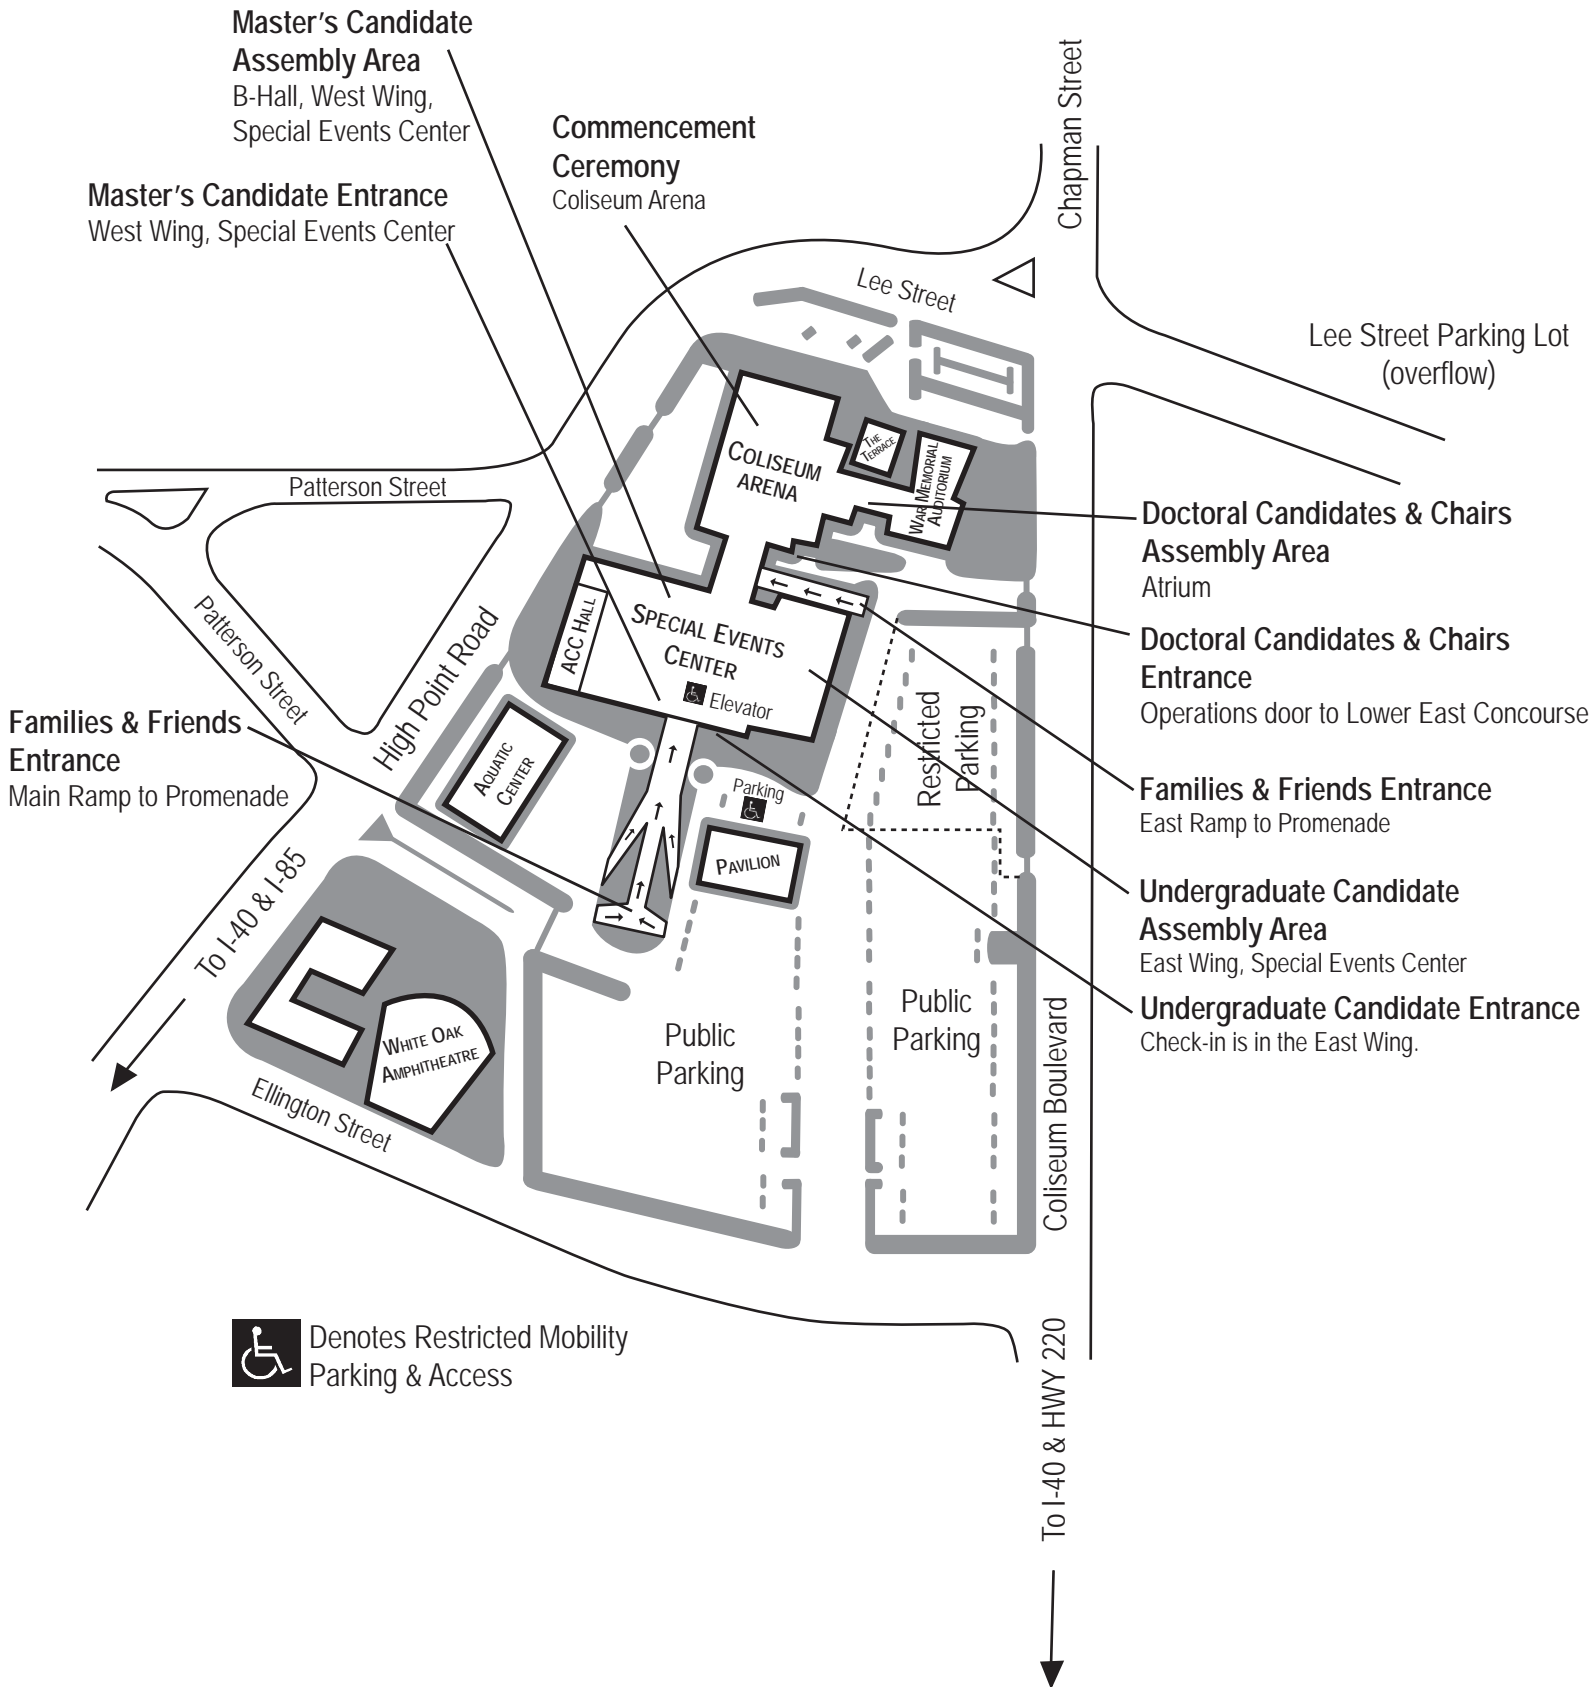 Master's Candidate
Assembly Area
B-Hall, West Wing,
Special Events Center
Commencement
Ceremony
Coliseum Arena
Master's Candidate Entrance
West Wing, Special Events Center
Chapman Street
Lee Street
Lee Street Parking Lot
(overflow)
Patterson Street
COLISEUM
ARENA
THE
TERRACE
WAR MEMORIAL
AUDITORIUM
Doctoral Candidates & Chairs
Assembly Area
Atrium
Doctoral Candidates & Chairs
Entrance
Operations door to Lower East Concourse
Patterson Street
High Point Road
ACC HALL
SPECIAL EVENTS
CENTER
Elevator
Restricted
Parking
Families & Friends
Entrance
Main Ramp to Promenade
AQUATIC
CENTER
Parking
PAVILION
Families & Friends Entrance
East Ramp to Promenade
Undergraduate Candidate
Assembly Area
East Wing, Special Events Center
Undergraduate Candidate Entrance
Check-in is in the East Wing.
To I-40 & I-85
WHITE OAK
AMPHITHEATRE
Ellington Street
Public
Parking
Public
Parking
Coliseum Boulevard
Denotes Restricted Mobility
Parking & Access
To I-40 & HWY 220